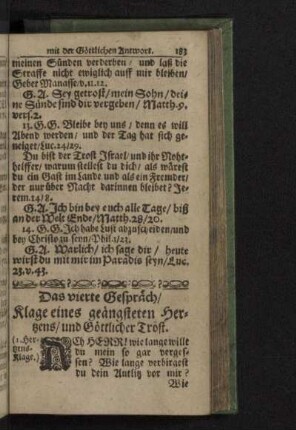 mit der Göttlichen Antwort. 183
meinen Sünden verderben / und laß die
Straffe nicht ewiglich auff mir bleiben /
Gebet Manasse / v. 11. 12.
G. A. Sey getrost / mein Sohn / dei-
ne Sünde sind dir vergeben / Matth. 9.
vers. 2.
13. G. G. Bleibe bey uns / denn es will
Abend werden / und der Tag hat sich ge-
neiget / Luc. 24 / 29.
Du bist der Trost Israel / und ihr Noht-
helffer / warum stellest du dich / als wärest
du ein Gast im Lande und als ein Frembder /
der nur über Nacht darinnen bleibet? Je-
rem. 14 / 8.
G. A. Ich bin bey euch alle Tage / biß
an der Welt Ende / Matth. 28 / 20.
14. G. G. Ich habe Lust abzuscheiden / und
bey Christo zu seyn / Phil. 1 / 23.
G. A. Warlich / ich sage dir / heute
wirst du mit mir im Paradis seyn / Luc.
23. v. 43.
Das vierte Gespräch /
Klage eines geängsteten Her-
tzens / und Göttlicher Trost.
(1. Her-
tzens-
Klage.)
ACh HERR! wie lange wilt
du mein so gar verges-
sen? Wie lange verbirgest
du dein Antlitz vor mir?
Wie